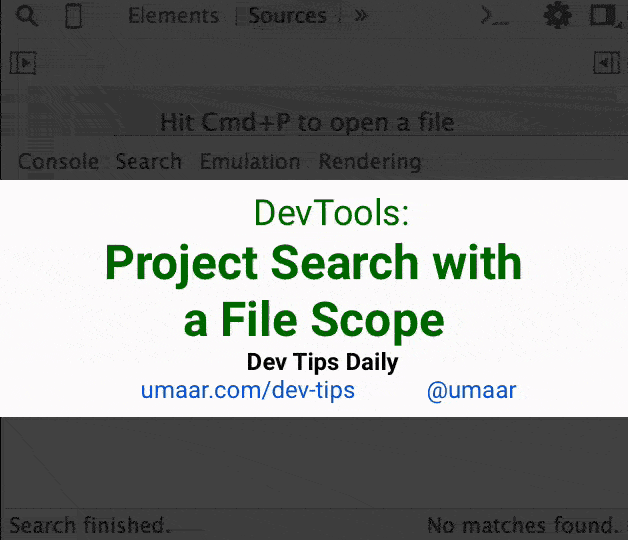 Elements Sources »
Hit Cmd+P to open a file
Console Search Emulation Rendering
DevTools:
Project Search with
a File Scope
Dev Tips Daily
umaar.com/dev-tips @umaar
Search finished. No matches found.